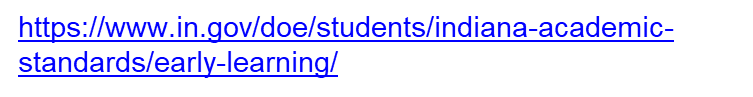 https://www.in.gov/doe/students/indiana-academic-
standards/early-learning/